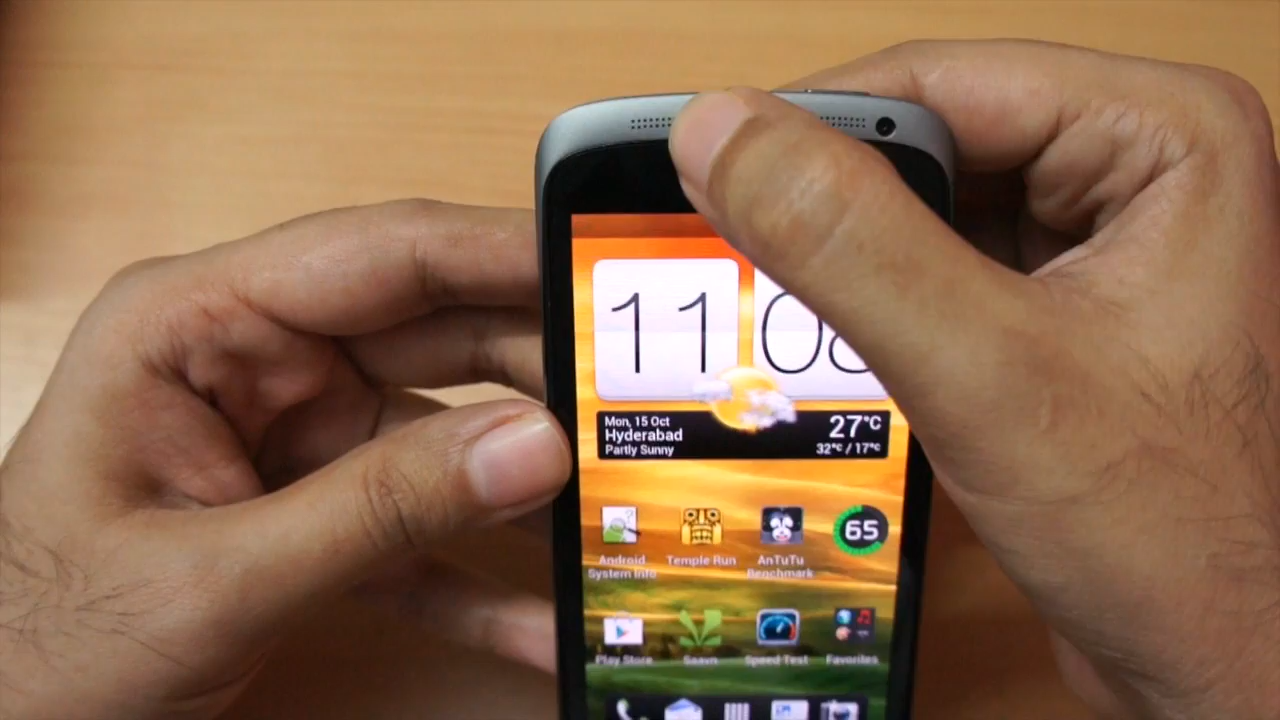 11 08
Mon, 15 Oct
Hyderabad
Partly Sunny
27°C
32°C / 17°C
65
Android
System Info
Temple Run
AnTuTu
Benchmark
Play Store
Saavn
Speed Test
Favorites